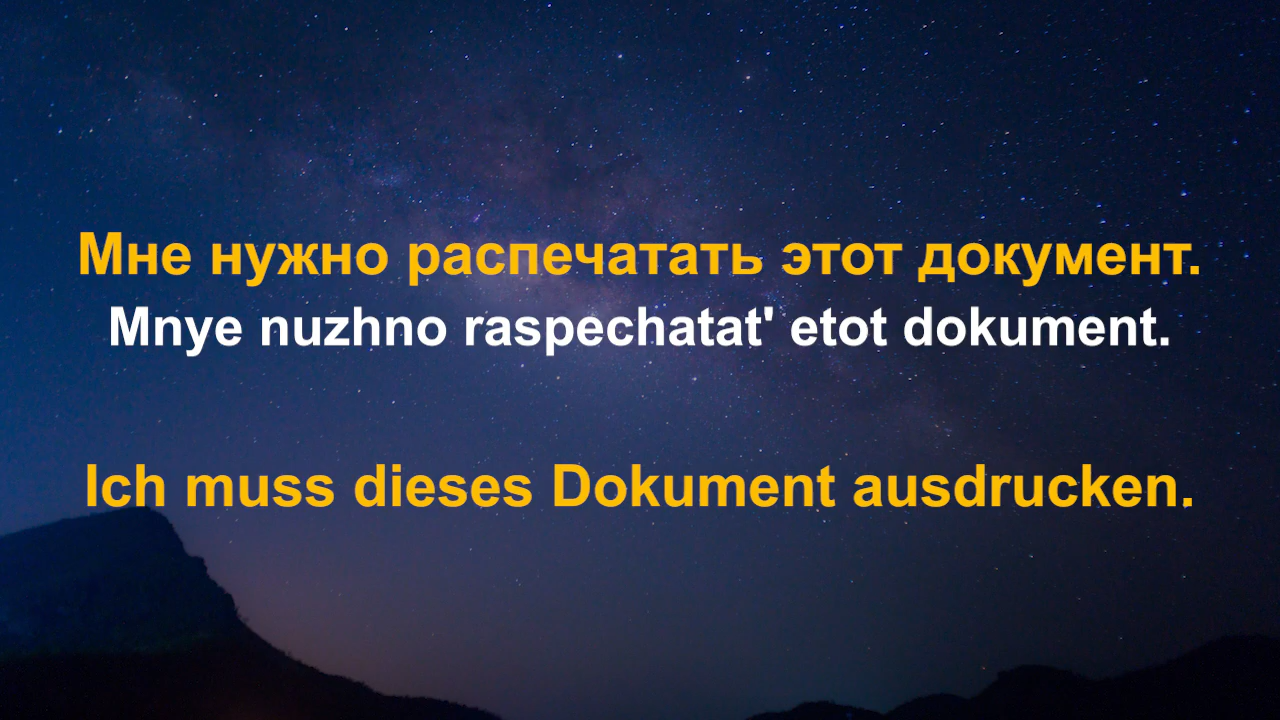 Мне нужно распечатать этот документ.
Mnye nuzhno raspechatat' etot dokument.
Ich muss dieses Dokument ausdrucken.